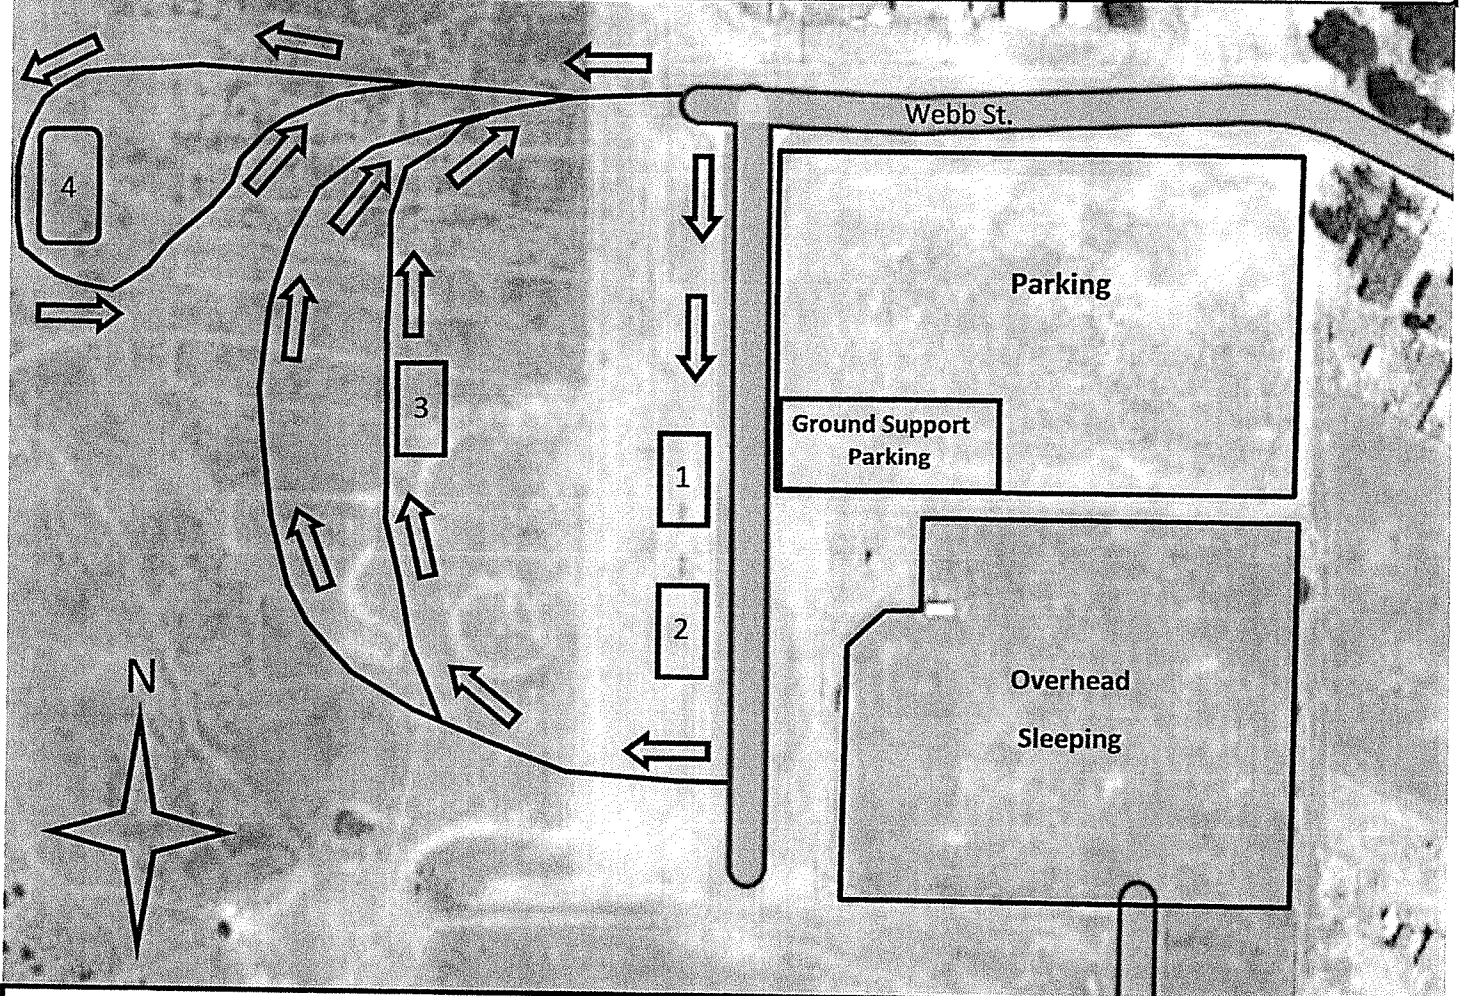 Webb St.
4
Parking
3
Ground Support
Parking
1
2
N
Overhead
Sleeping